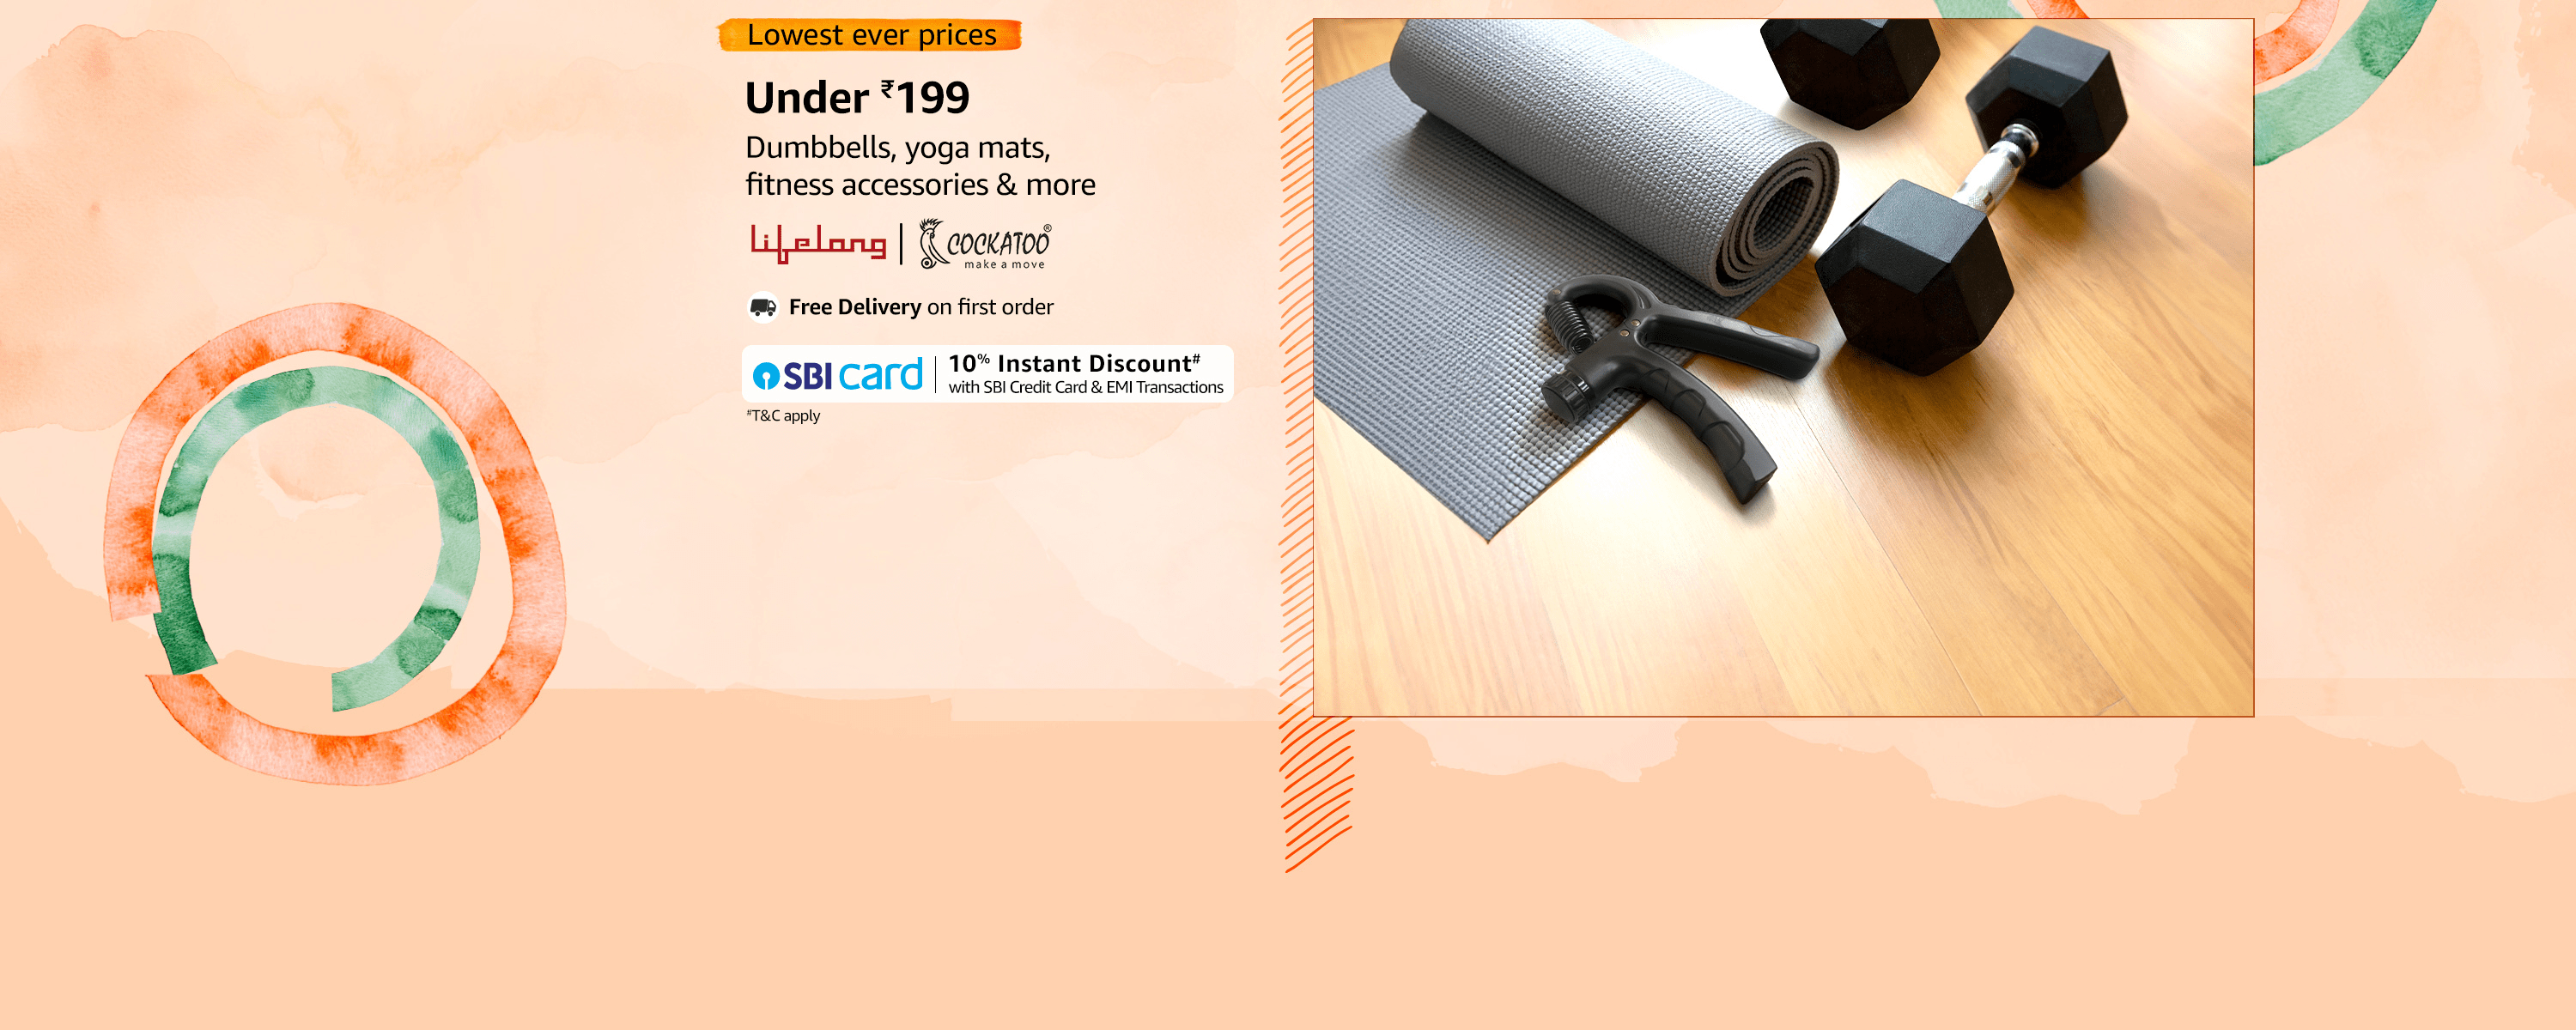 Lowest ever prices
Under ₹199
Dumbbells, yoga mats,
fitness accessories & more
Lifelong | COCKATOO®
make a move
Free Delivery on first order
SBI card | 10% Instant Discount#
with SBI Credit Card & EMI Transactions
#T&C apply